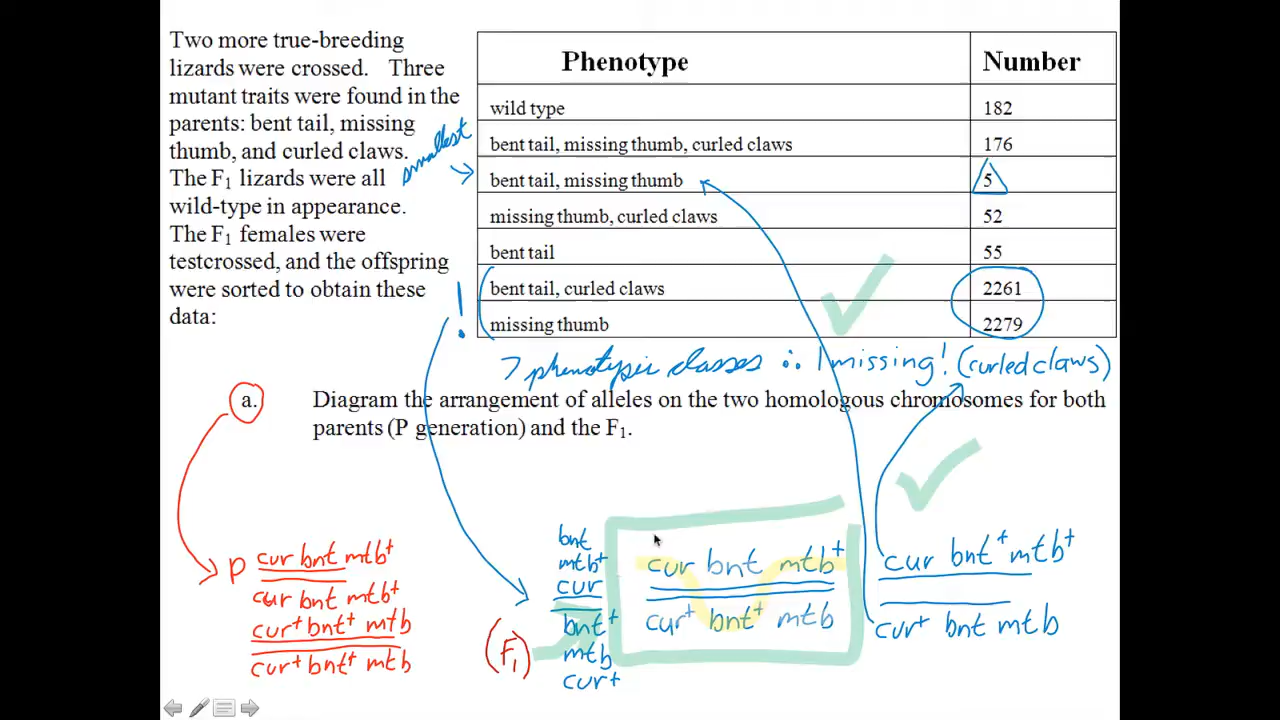 Two more true-breeding
lizards were crossed. Three
mutant traits were found in the
parents: bent tail, missing
thumb, and curled claws.
The F₁ lizards were all
wild-type in appearance.
The F₁ females were
testcrossed, and the offspring
were sorted to obtain these
data:
smallest
!
Phenotype Number
wild type 182
bent tail, missing thumb, curled claws 176
bent tail, missing thumb 5
missing thumb, curled claws 52
bent tail 55
bent tail, curled claws 2261
missing thumb 2279
7 phenotypic classes ∴ 1 missing! (curled claws)
a. Diagram the arrangement of alleles on the two homologous chromosomes for both
parents (P generation) and the F₁.
P cur bnt mtb⁺
cur bnt mtb⁺
cur⁺ bnt⁺ mtb
cur⁺ bnt⁺ mtb
(F₁)
bnt
mtb⁺
cur
bnt⁺
mtb
cur⁺
cur bnt mtb⁺
cur⁺ bnt⁺ mtb
cur bnt⁺ mtb⁺
cur⁺ bnt mtb